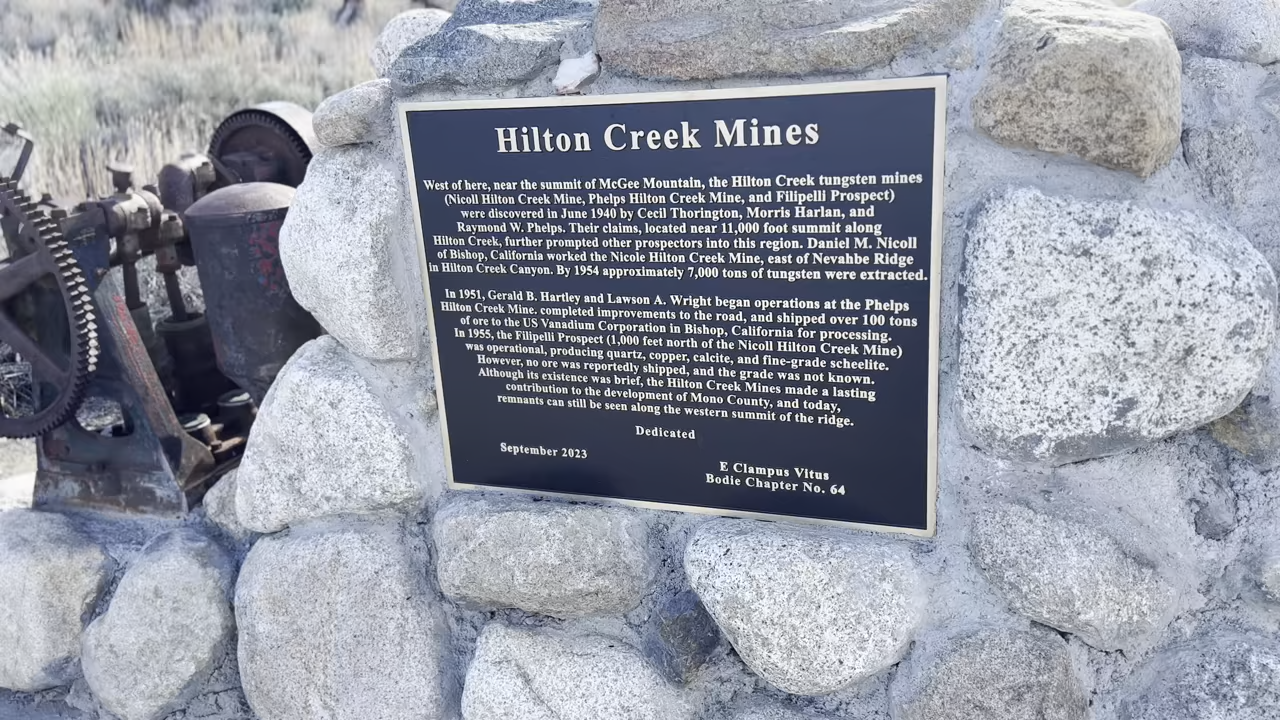 Hilton Creek Mines
West of here, near the summit of McGee Mountain, the Hilton Creek tungsten mines
(Nicoll Hilton Creek Mine, Phelps Hilton Creek Mine, and Filipelli Prospect)
were discovered in June 1940 by Cecil Thorington, Morris Harlan, and
Raymond W. Phelps. Their claims, located near 11,000 foot summit along
Hilton Creek, further prompted other prospectors into this region. Daniel M. Nicoll
of Bishop, California worked the Nicole Hilton Creek Mine, east of Nevahbe Ridge
in Hilton Creek Canyon. By 1954 approximately 7,000 tons of tungsten were extracted.
In 1951, Gerald B. Hartley and Lawson A. Wright began operations at the Phelps
Hilton Creek Mine. completed improvements to the road, and shipped over 100 tons
of ore to the US Vanadium Corporation in Bishop, California for processing.
In 1955, the Filipelli Prospect (1,000 feet north of the Nicoll Hilton Creek Mine)
was operational, producing quartz, copper, calcite, and fine-grade scheelite.
However, no ore was reportedly shipped, and the grade was not known.
Although its existence was brief, the Hilton Creek Mines made a lasting
contribution to the development of Mono County, and today,
remnants can still be seen along the western summit of the ridge.
Dedicated
September 2023
E Clampus Vitus
Bodie Chapter No. 64